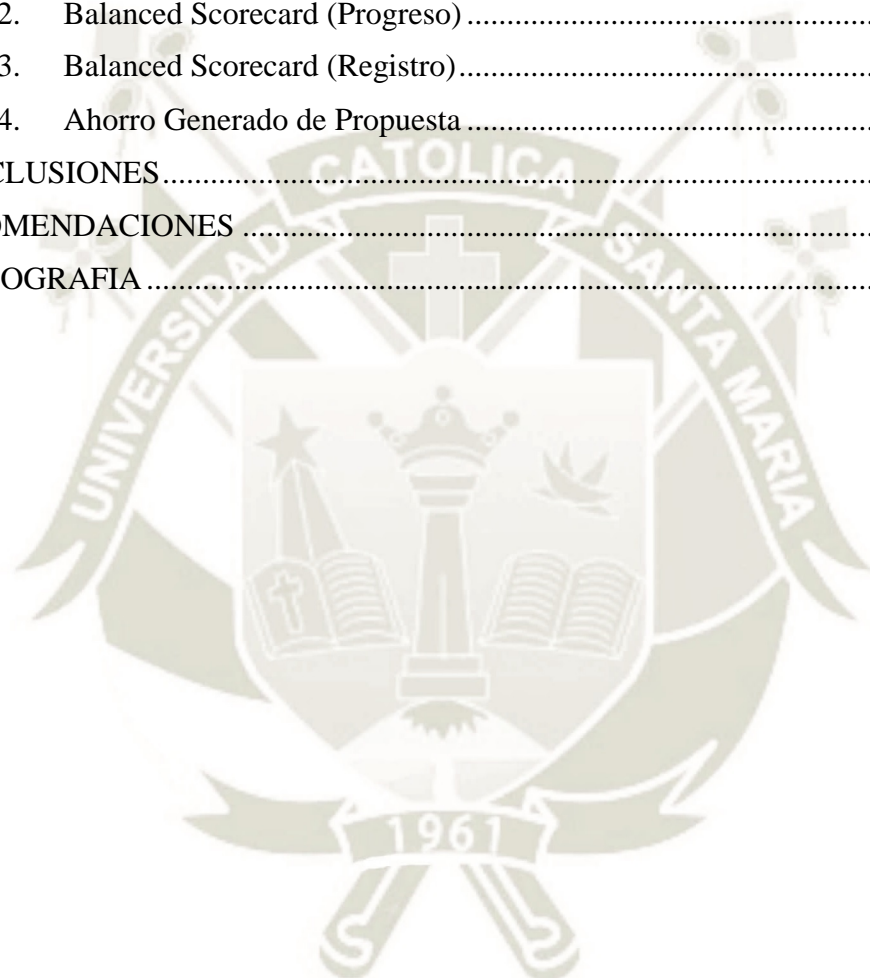 2. Balanced Scorecard (Progreso) ........................................................
3. Balanced Scorecard (Registro) ........................................................
4. Ahorro Generado de Propuesta ........................................................
CLUSIONES ........................................................
OMENDACIONES ........................................................
OGRAFIA ........................................................
UNIVERSIDAD CATOLICA SANTA MARIA
1961